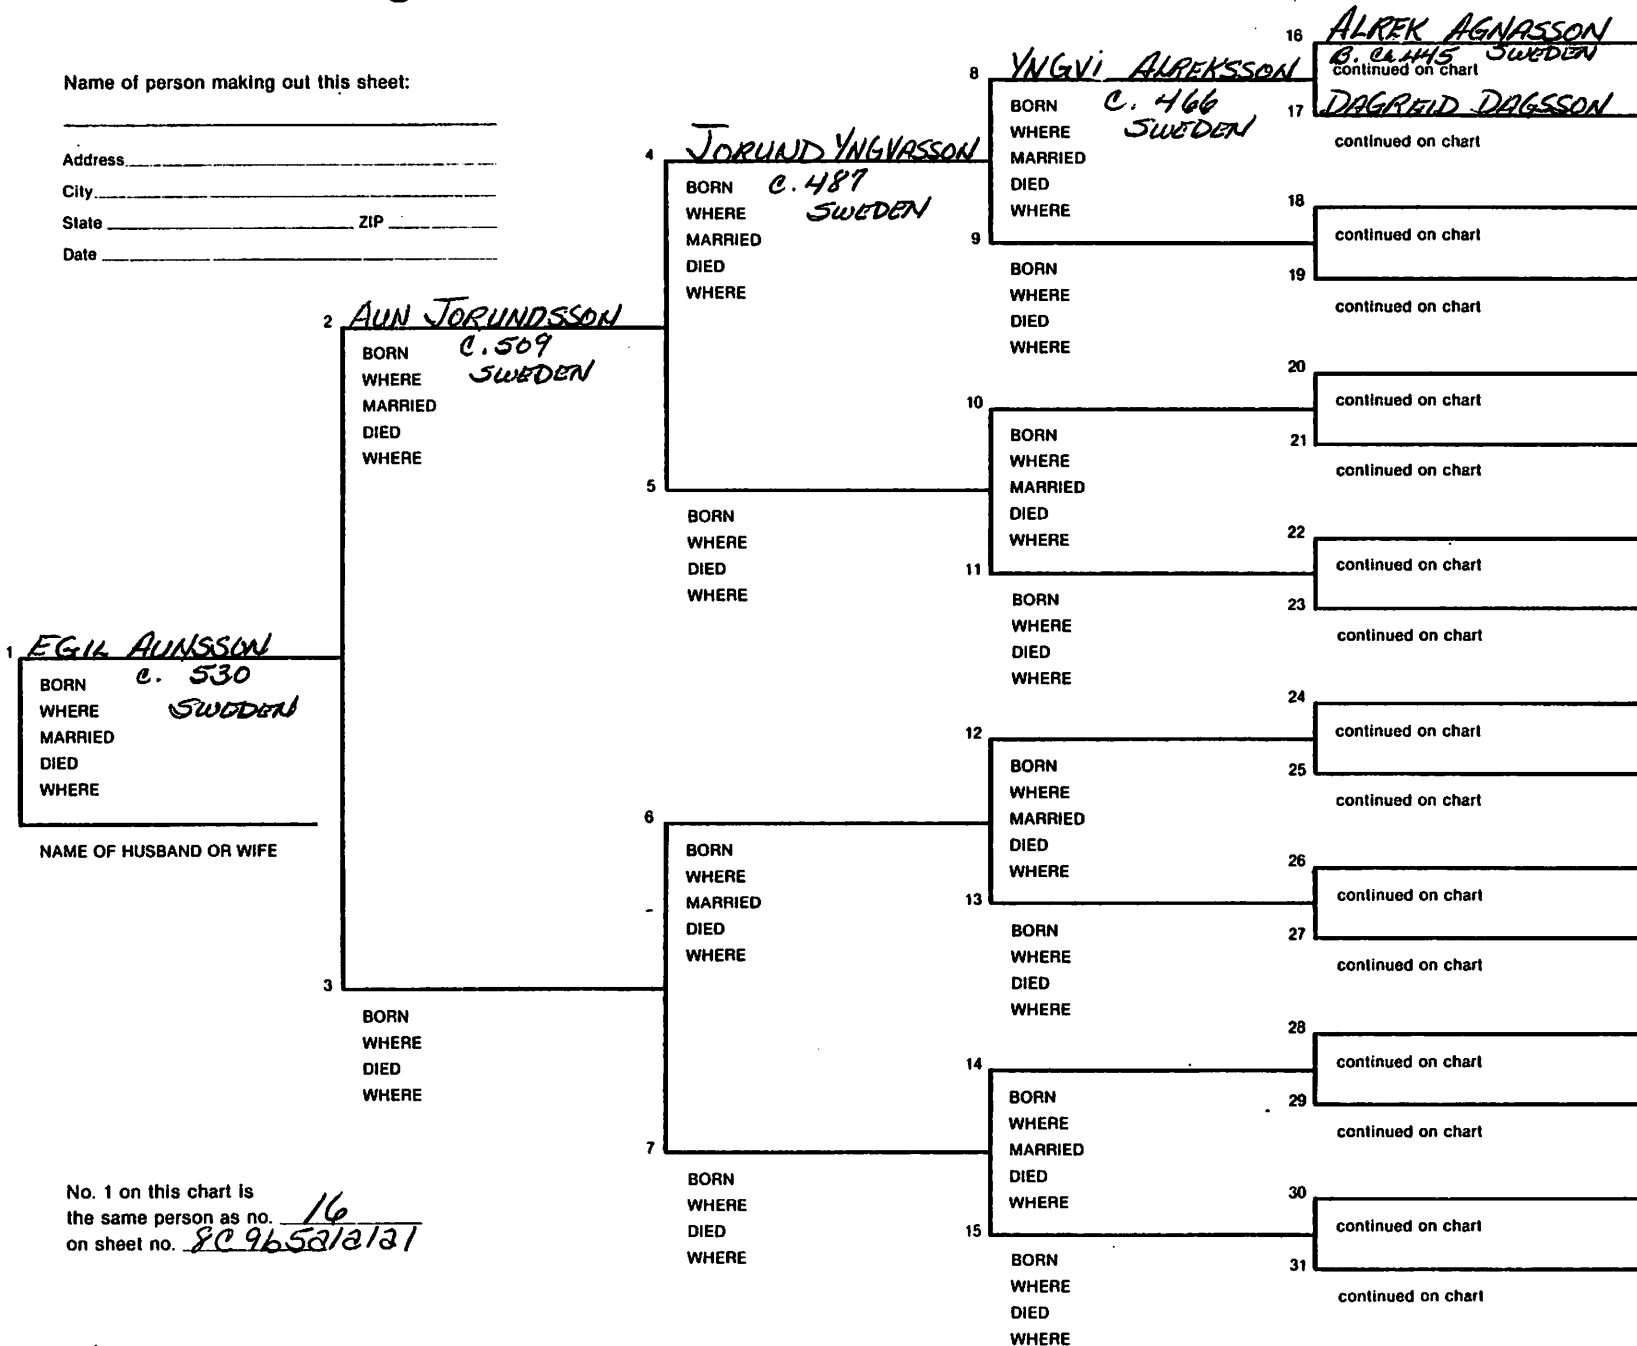 Name of person making out this sheet:
Address
City
State ZIP
Date
1 EGIL AUNSSON
BORN C. 530
WHERE SWEDEN
MARRIED
DIED
WHERE
NAME OF HUSBAND OR WIFE
2 AUN JORUNDSSON
BORN C. 509
WHERE SWEDEN
MARRIED
DIED
WHERE
3
BORN
WHERE
DIED
WHERE
4 JORUND YNGVASSON
BORN C. 487
WHERE SWEDEN
MARRIED
DIED
WHERE
5
BORN
WHERE
DIED
WHERE
6
BORN
WHERE
MARRIED
DIED
WHERE
7
BORN
WHERE
DIED
WHERE
8 YNGVI ALREKSSON
BORN C. 466
WHERE SWEDEN
MARRIED
DIED
WHERE
9
BORN
WHERE
DIED
WHERE
10
BORN
WHERE
MARRIED
DIED
WHERE
11
BORN
WHERE
DIED
WHERE
12
BORN
WHERE
MARRIED
DIED
WHERE
13
BORN
WHERE
DIED
WHERE
14
BORN
WHERE
MARRIED
DIED
WHERE
15
BORN
WHERE
DIED
WHERE
16 ALREK AGNASSON
B. Ca 445 SWEDEN
continued on chart
17 DAGREID DAGSSON
continued on chart
18
continued on chart
19
continued on chart
20
continued on chart
21
continued on chart
22
continued on chart
23
continued on chart
24
continued on chart
25
continued on chart
26
continued on chart
27
continued on chart
28
continued on chart
29
continued on chart
30
continued on chart
31
continued on chart
No. 1 on this chart is
the same person as no. 16
on sheet no.